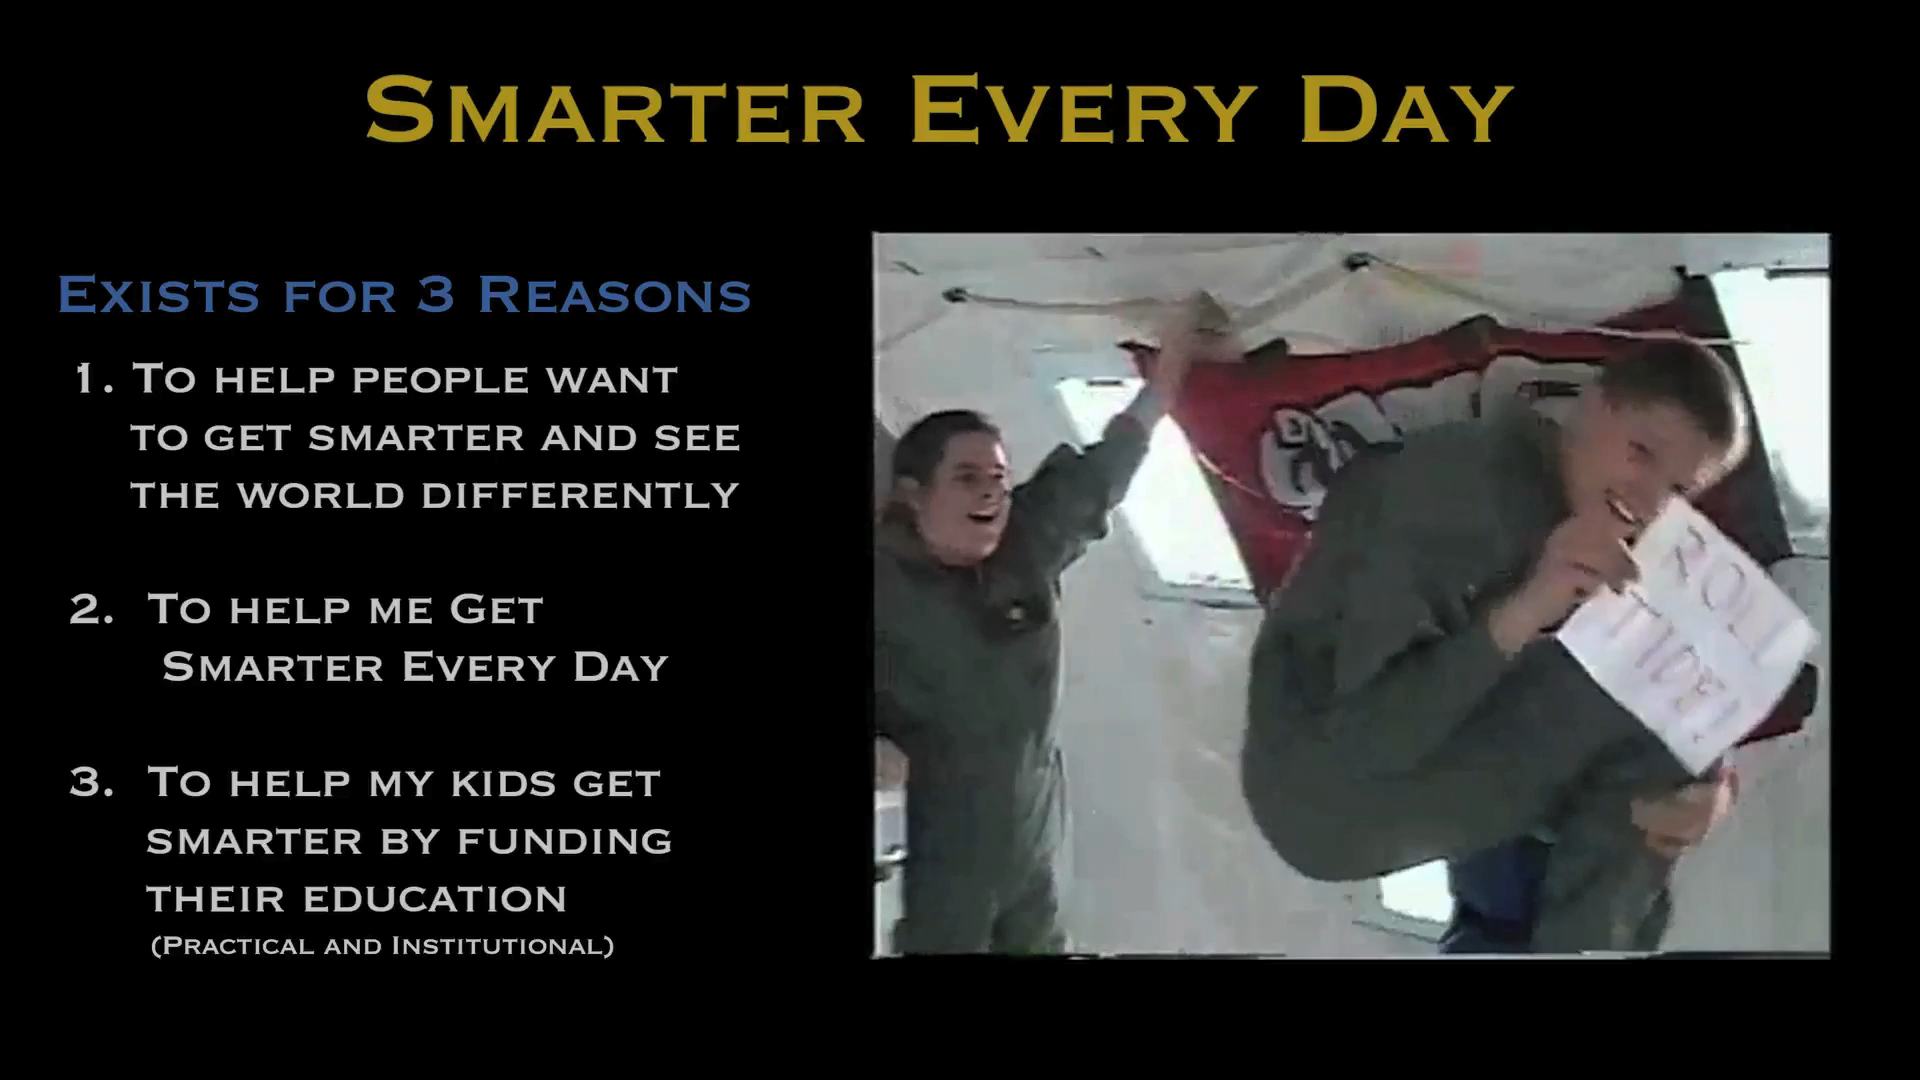 Smarter Every Day
Exists for 3 Reasons
1. To help people want
to get smarter and see
the world differently
2. To help me Get
Smarter Every Day
3. To help my kids get
smarter by funding
their education
(Practical and Institutional)
ROLL
TIDE!